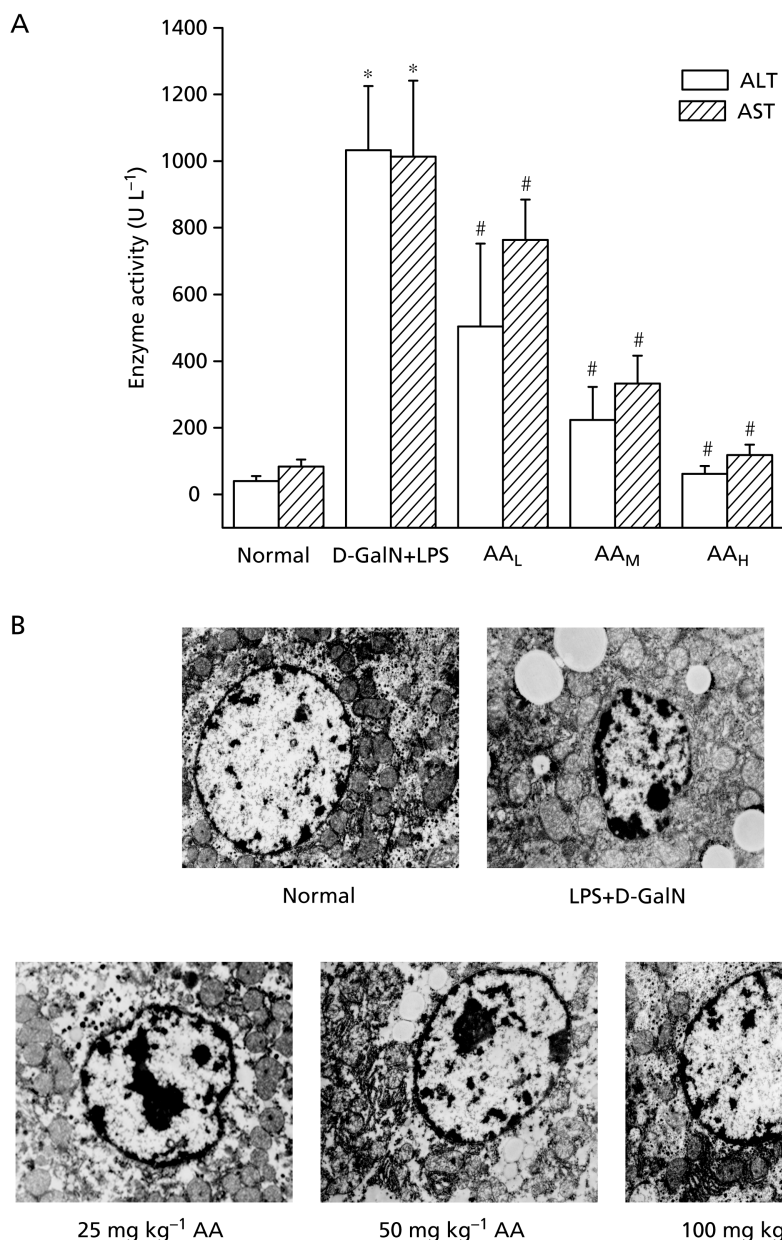 A
1400
1200
1000
800
600
400
200
0
Enzyme activity (U L⁻¹)
* *
# #
# #
# #
ALT
AST
Normal D-GalN+LPS AA_L AA_M AA_H
B
Normal LPS+D-GalN
25 mg kg⁻¹ AA 50 mg kg⁻¹ AA 100 mg kg